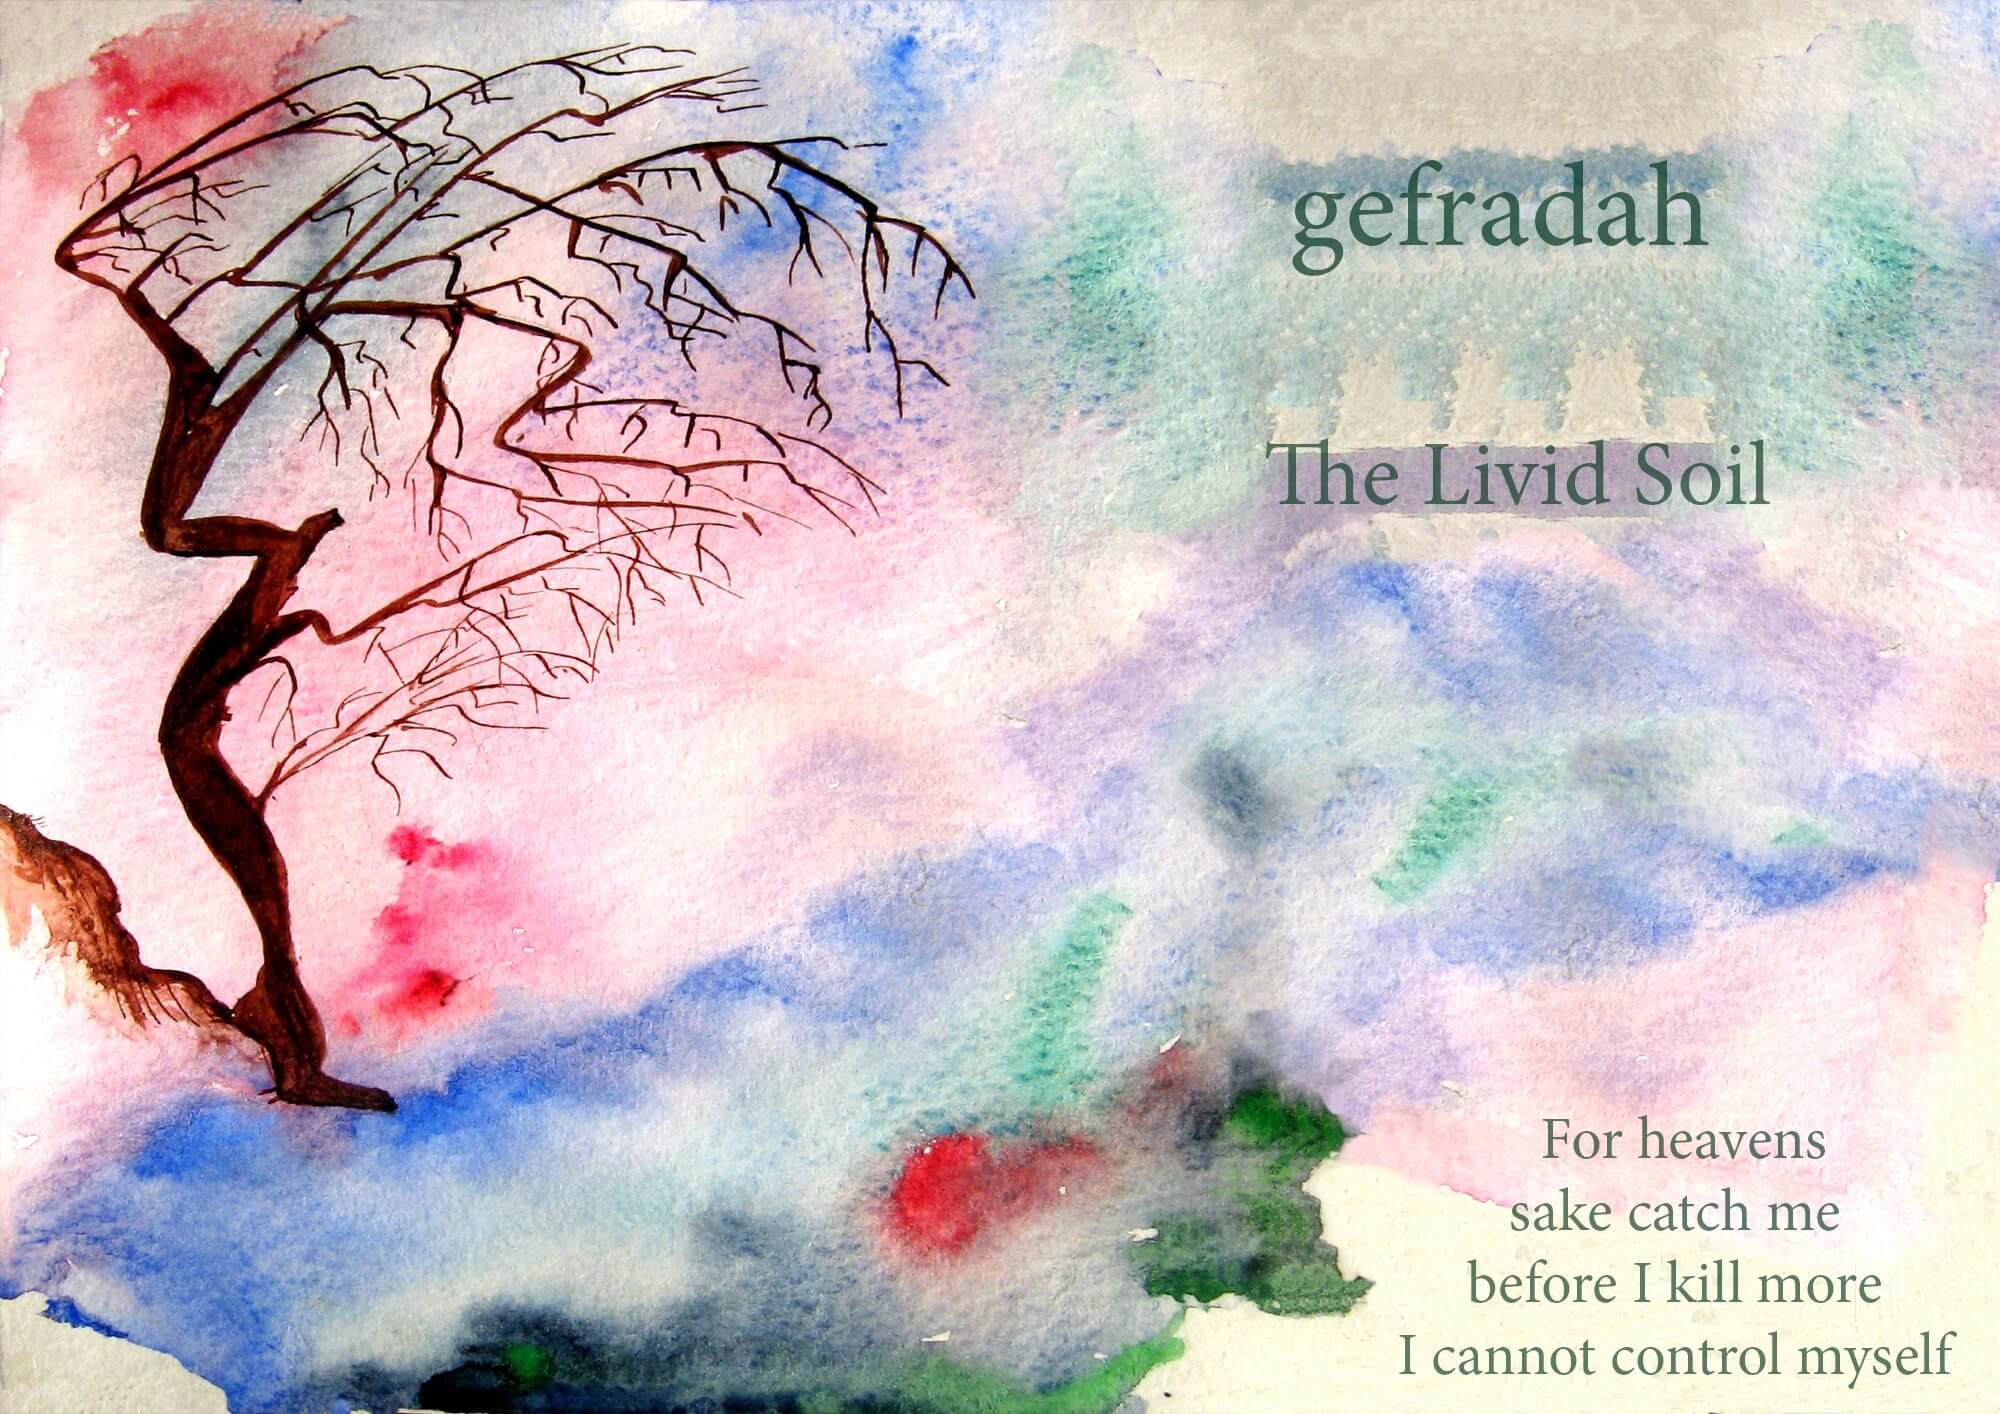 gefradah
The Livid Soil
For heavens
sake catch me
before I kill more
I cannot control myself